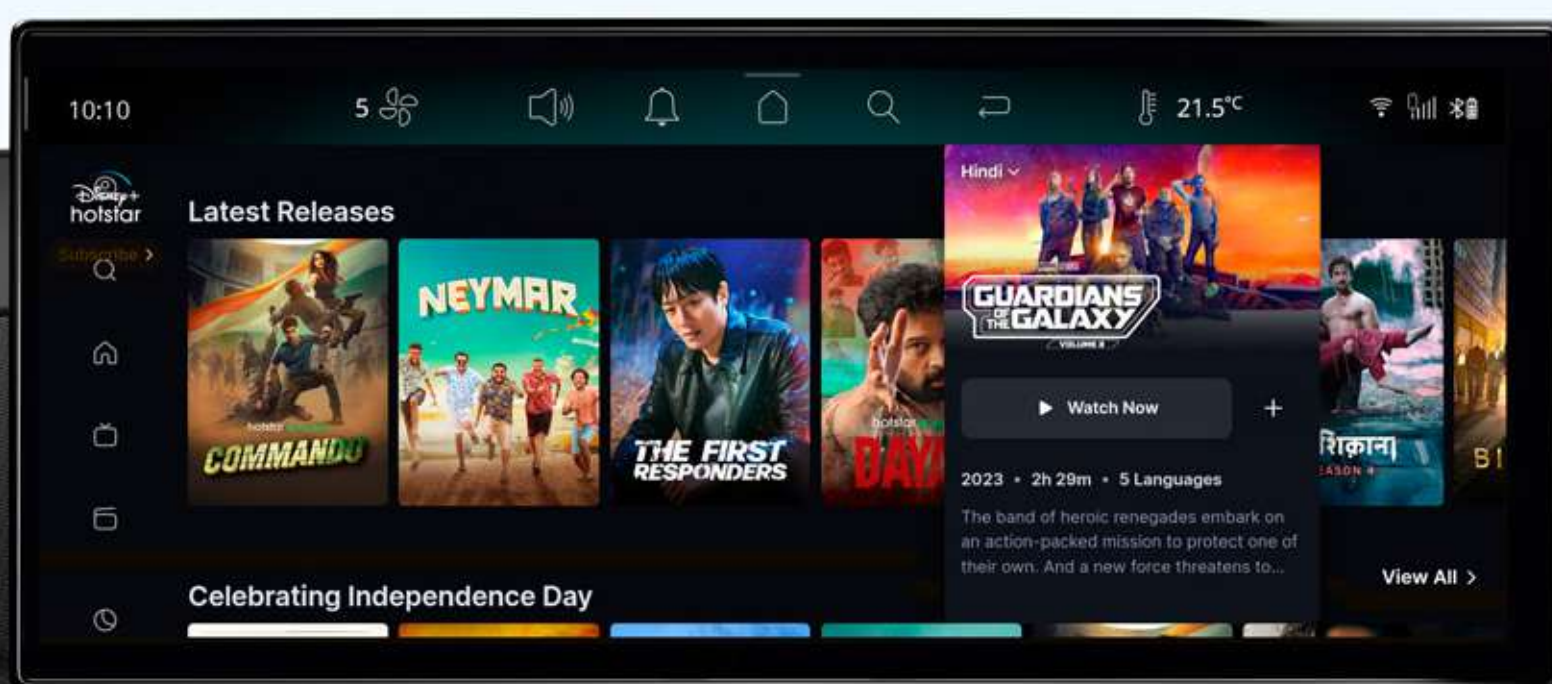 10:10
5
21.5°C
Disney+
hotstar
Subscribe >
Latest Releases
hotstar
COMMANDO
NEYMAR
THE FIRST
RESPONDERS
hotstar
DAY
Hindi
GUARDIANS
OF THE GALAXY
VOLUME 3
Watch Now
+
2023 • 2h 29m • 5 Languages
The band of heroic renegades embark on
an action-packed mission to protect one of
their own. And a new force threatens to...
SEASON 4
BI
View All >
Celebrating Independence Day